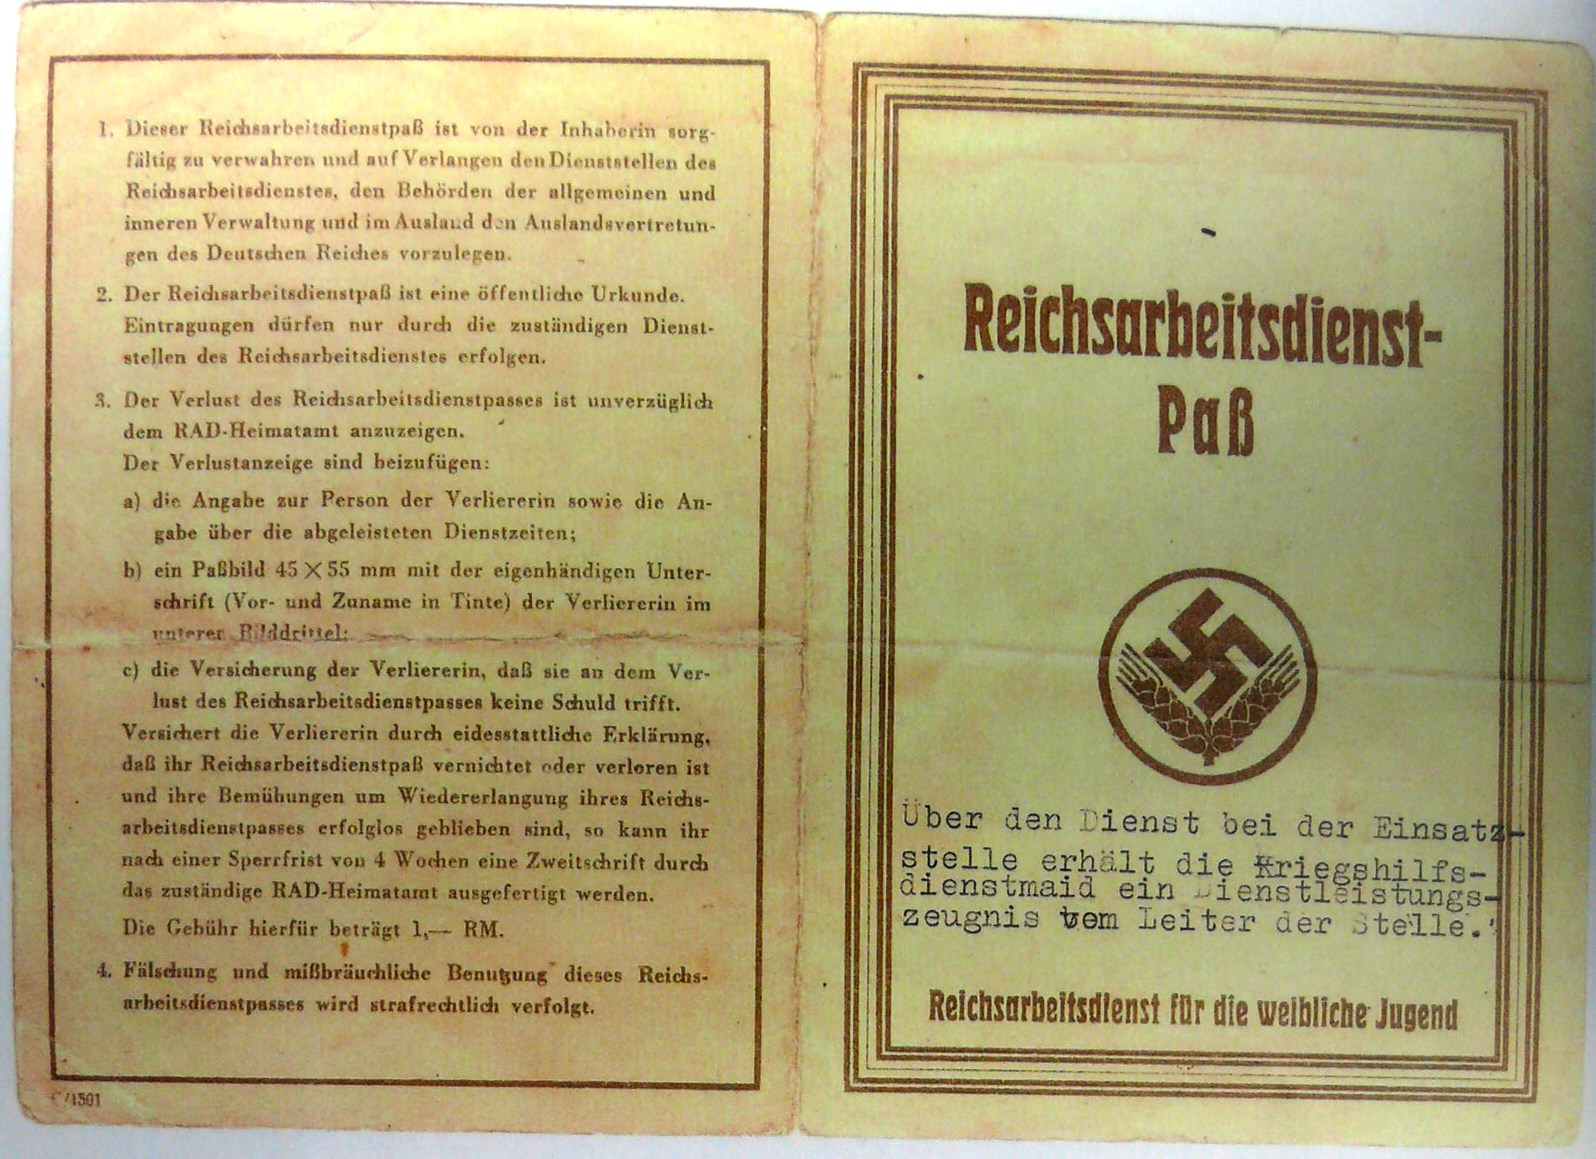 1. Dieser Reichsarbeitsdienstpaß ist von der Inhaberin sorg-
fältig zu verwahren und auf Verlangen den Dienststellen des
Reichsarbeitsdienstes, den Behörden der allgemeinen und
inneren Verwaltung und im Ausland den Auslandsvertretun-
gen des Deutschen Reiches vorzulegen.
2. Der Reichsarbeitsdienstpaß ist eine öffentliche Urkunde.
Eintragungen dürfen nur durch die zuständigen Dienst-
stellen des Reichsarbeitsdienstes erfolgen.
3. Der Verlust des Reichsarbeitsdienstpasses ist unverzüglich
dem RAD-Heimatamt anzuzeigen.
Der Verlustanzeige sind beizufügen:
a) die Angabe zur Person der Verliererin sowie die An-
gabe über die abgeleisteten Dienstzeiten;
b) ein Paßbild 45 X 55 mm mit der eigenhändigen Unter-
schrift (Vor- und Zuname in Tinte) der Verliererin im
unteren Bilddrittel;
c) die Versicherung der Verliererin, daß sie an dem Ver-
lust des Reichsarbeitsdienstpasses keine Schuld trifft.
Versichert die Verliererin durch eidesstattliche Erklärung,
daß ihr Reichsarbeitsdienstpaß vernichtet oder verloren ist
und ihre Bemühungen um Wiedererlangung ihres Reichs-
arbeitsdienstpasses erfolglos geblieben sind, so kann ihr
nach einer Sperrfrist von 4 Wochen eine Zweitschrift durch
das zuständige RAD-Heimatamt ausgefertigt werden.
Die Gebühr hierfür beträgt 1,— RM.
4. Fälschung und mißbräuchliche Benutzung dieses Reichs-
arbeitsdienstpasses wird strafrechtlich verfolgt.
/1501
Reichsarbeitsdienst-
Paß
Über den Dienst bei der Einsatz-
stelle erhält die Kriegshilfs-
dienstmaid ein Dienstleistungs-
zeugnis vom Leiter der Stelle."
Reichsarbeitsdienst für die weibliche Jugend